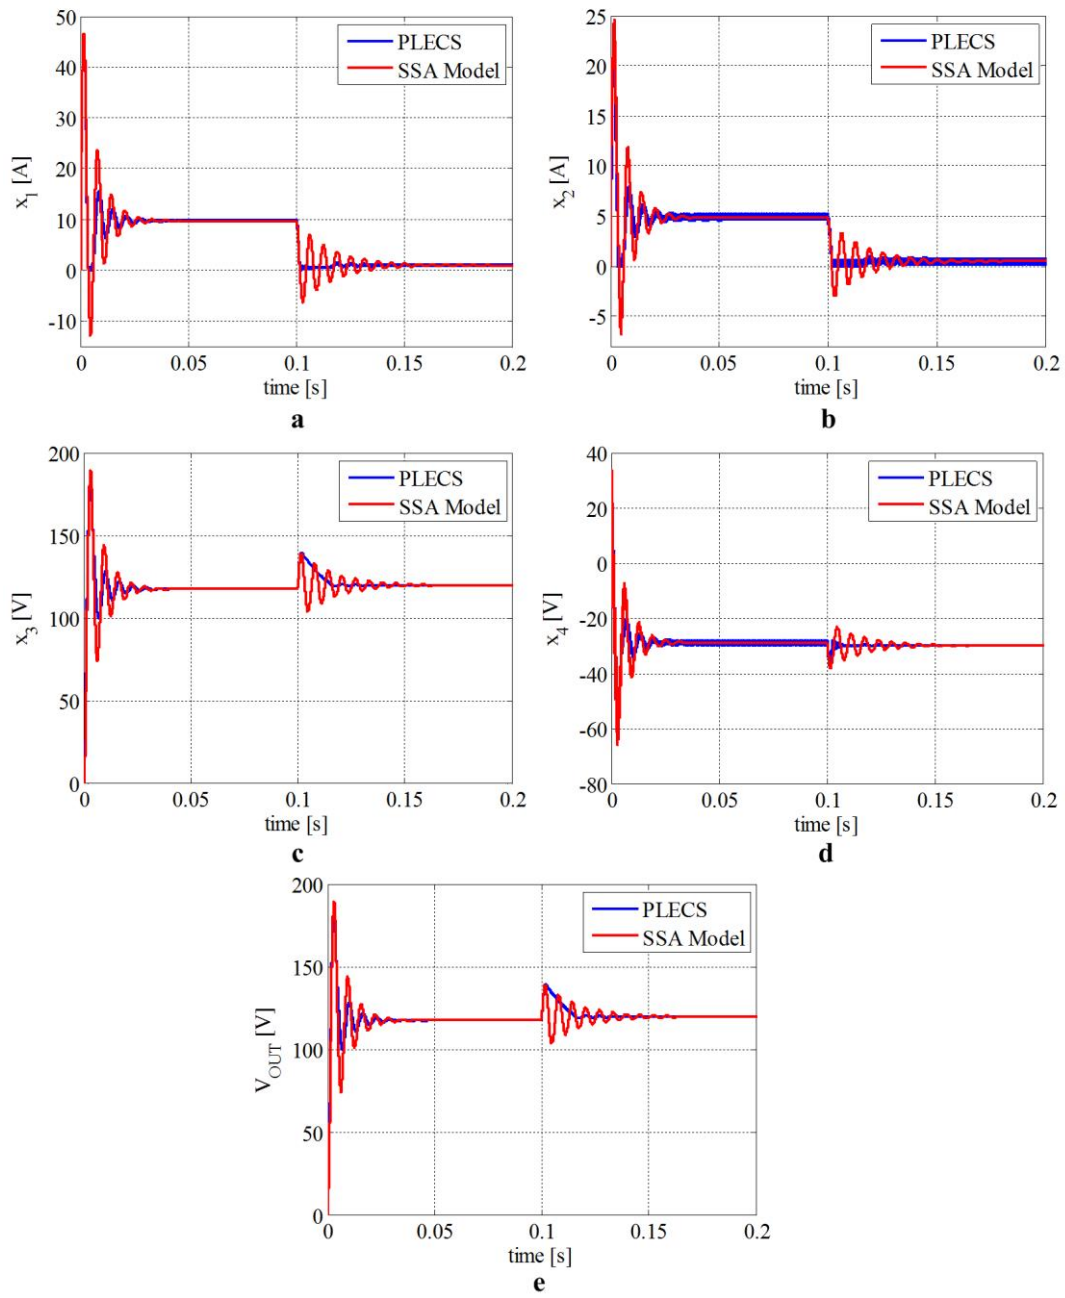 50
40
30
20
10
0
-10
x1 [A]
PLECS
SSA Model
0 0.05 0.1 0.15 0.2
time [s]
a
25
20
15
10
5
0
-5
x2 [A]
PLECS
SSA Model
0 0.05 0.1 0.15 0.2
time [s]
b
200
150
100
50
0
x3 [V]
PLECS
SSA Model
0 0.05 0.1 0.15 0.2
time [s]
c
40
20
0
-20
-40
-60
-80
x4 [V]
PLECS
SSA Model
0 0.05 0.1 0.15 0.2
time [s]
d
200
150
100
50
0
VOUT [V]
PLECS
SSA Model
0 0.05 0.1 0.15 0.2
time [s]
e